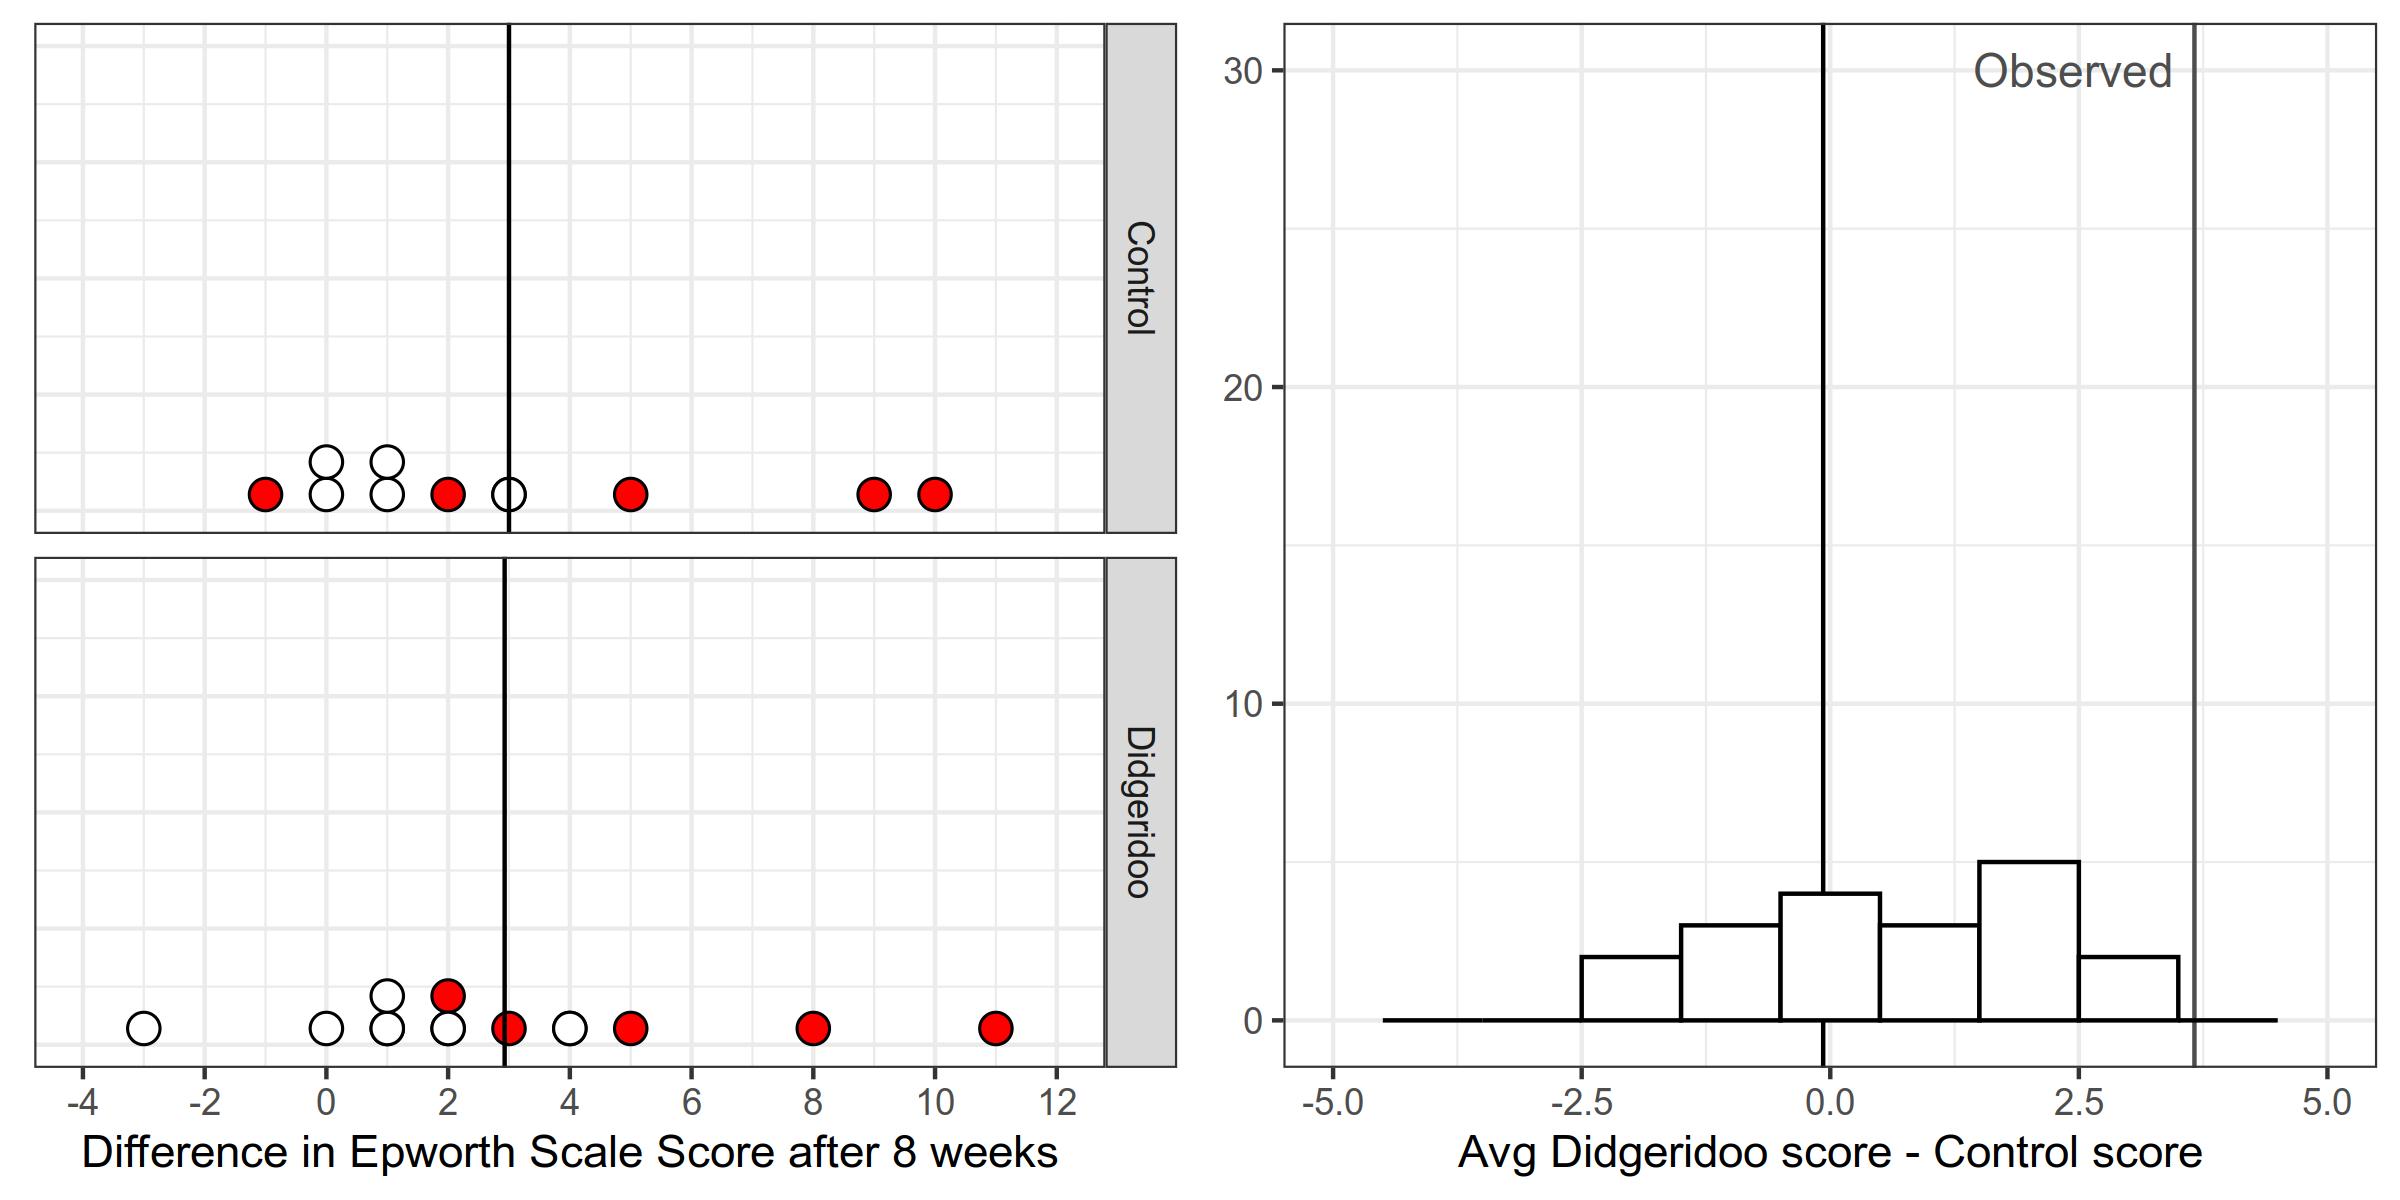 Control
Didgeridoo
-4 -2 0 2 4 6 8 10 12
Difference in Epworth Scale Score after 8 weeks
Observed
30
20
10
0
-5.0 -2.5 0.0 2.5 5.0
Avg Didgeridoo score - Control score